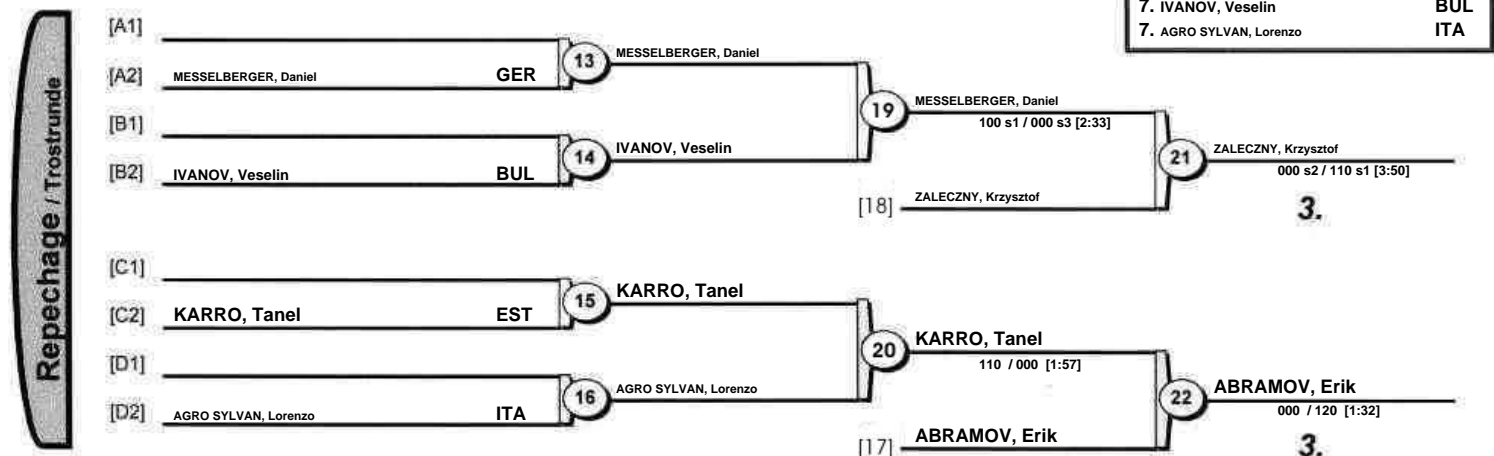 7. IVANOV, Veselin BUL
7. AGRO SYLVAN, Lorenzo ITA
Repechage / Trostrunde
[A1]
[A2] MESSELBERGER, Daniel GER
13 MESSELBERGER, Daniel
[B1]
[B2] IVANOV, Veselin BUL
14 IVANOV, Veselin
19 MESSELBERGER, Daniel
100 s1 / 000 s3 [2:33]
[18] ZALECZNY, Krzysztof
21 ZALECZNY, Krzysztof
000 s2 / 110 s1 [3:50]
3.
[C1]
[C2] KARRO, Tanel EST
15 KARRO, Tanel
[D1]
[D2] AGRO SYLVAN, Lorenzo ITA
16 AGRO SYLVAN, Lorenzo
20 KARRO, Tanel
110 / 000 [1:57]
[17] ABRAMOV, Erik
22 ABRAMOV, Erik
000 / 120 [1:32]
3.